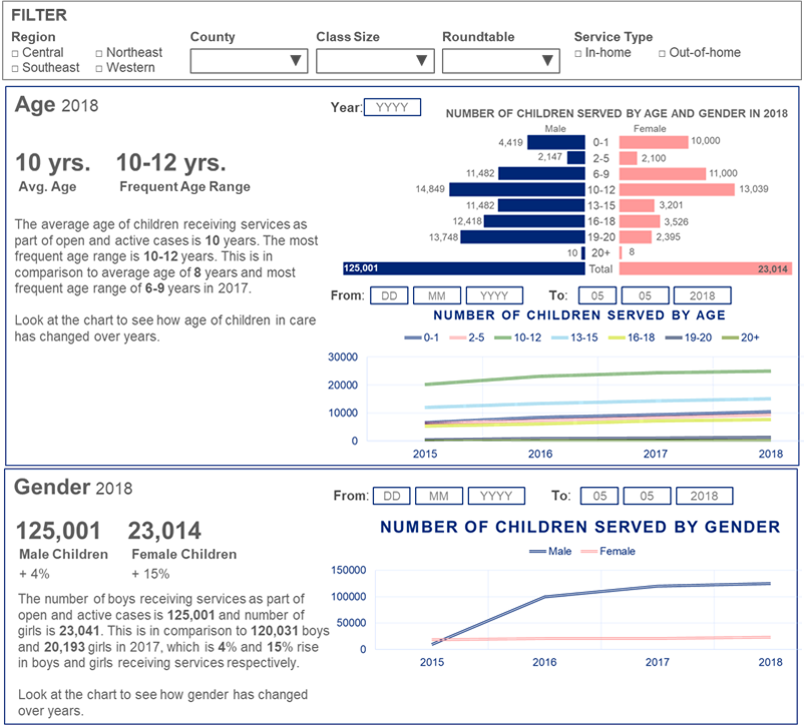 FILTER
Region
County
Class Size
Roundtable
Service Type
Central
Northeast
Southeast
Western
In-home
Out-of-home
Age 2018
Year:
YYYY
NUMBER OF CHILDREN SERVED BY AGE AND GENDER IN 2018
Male
Female
4,419 0-1 10,000
2,147 2-5 2,100
11,482 6-9 11,000
14,849 10-12 13,039
11,482 13-15 3,201
12,418 16-18 3,526
13,748 19-20 2,395
10 20+ 8
125,001 Total 23,014
10 yrs.
Avg. Age
10-12 yrs.
Frequent Age Range
The average age of children receiving services as
part of open and active cases is 10 years. The most
frequent age range is 10-12 years. This is in
comparison to average age of 8 years and most
frequent age range of 6-9 years in 2017.
Look at the chart to see how age of children in care
has changed over years.
From: DD MM YYYY To: 05 05 2018
NUMBER OF CHILDREN SERVED BY AGE
0-1 2-5 10-12 13-15 16-18 19-20 20+
30000
20000
10000
0
2015 2016 2017 2018
Gender 2018
From: DD MM YYYY To: 05 05 2018
125,001
Male Children
+ 4%
23,014
Female Children
+ 15%
The number of boys receiving services as part of
open and active cases is 125,001 and number of
girls is 23,041. This is in comparison to 120,031 boys
and 20,193 girls in 2017, which is 4% and 15% rise
in boys and girls receiving services respectively.
Look at the chart to see how gender has changed
over years.
NUMBER OF CHILDREN SERVED BY GENDER
Male Female
150000
100000
50000
0
2015 2016 2017 2018